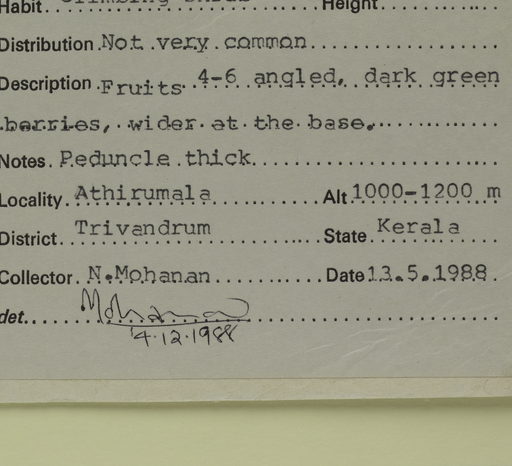 Habit. Climbing shrub Height
Distribution Not very common
Description Fruits 4-6 angled, dark green
berries, wider at the base.
Notes. Peduncle thick
Locality. Athirumala Alt 1000-1200 m
District Trivandrum State Kerala
Collector. N.Mohanan Date 13.5.1988.
det. Mohanan
4.12.1988